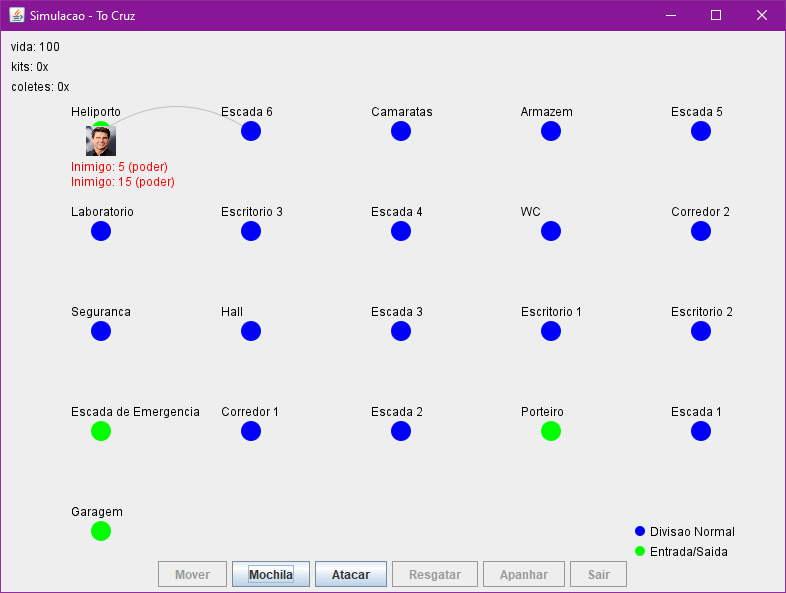 Simulacao - To Cruz
vida: 100
kits: 0x
coletes: 0x
Heliporto
Escada 6
Camaratas
Armazem
Escada 5
Inimigo: 5 (poder)
Inimigo: 15 (poder)
Laboratorio
Escritorio 3
Escada 4
WC
Corredor 2
Seguranca
Hall
Escada 3
Escritorio 1
Escritorio 2
Escada de Emergencia
Corredor 1
Escada 2
Porteiro
Escada 1
Garagem
Divisao Normal
Entrada/Saida
Mover
Mochila
Atacar
Resgatar
Apanhar
Sair